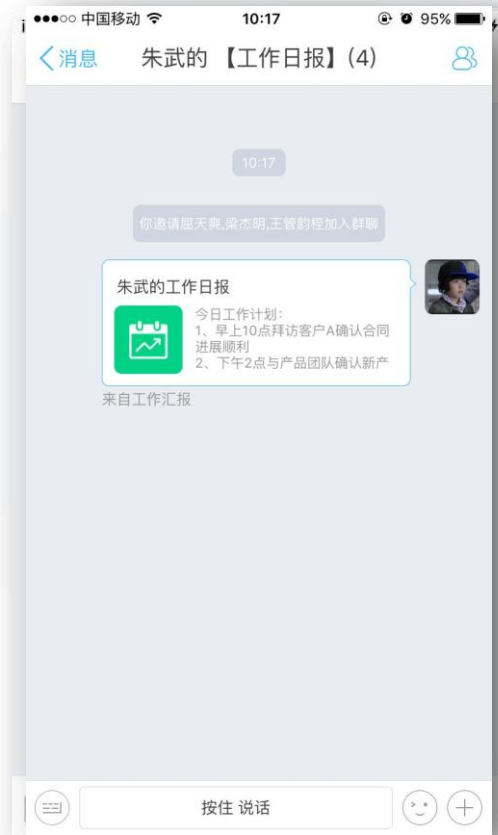 中国移动 10:17 95%
消息 朱武的 【工作日报】(4)
10:17
你邀请屈天爽,梁杰明,王管韵桎加入群聊
朱武的工作日报
今日工作计划:
1、早上10点拜访客户A确认合同
进展顺利
2、下午2点与产品团队确认新产
来自工作汇报
按住 说话